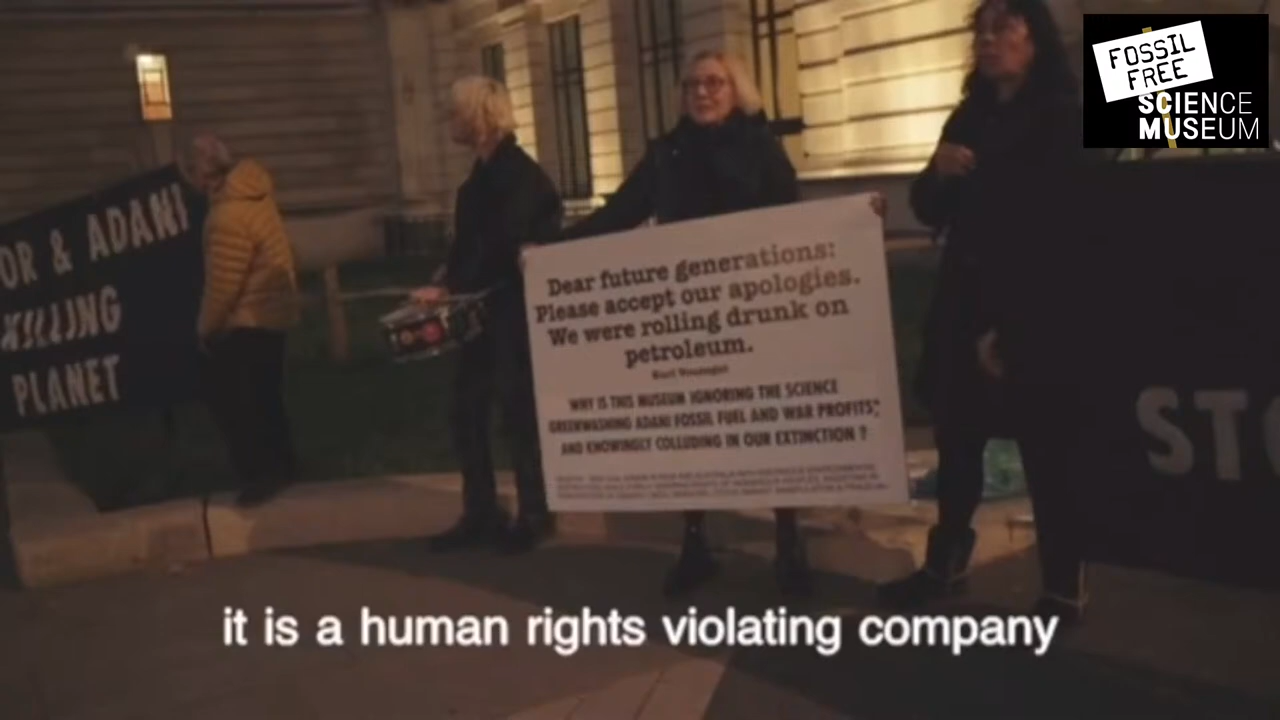 FOSSIL
FREE
SCIENCE
MUSEUM
OR & ADANI
KILLING
PLANET
Dear future generations:
Please accept our apologies.
We were rolling drunk on
petroleum.
Kurt Vonnegut
WHY IS THIS MUSEUM IGNORING THE SCIENCE
GREENWASHING ADANI FOSSIL FUEL AND WAR PROFITS,*
AND KNOWINGLY COLLUDING IN OUR EXTINCTION ?
STO
it is a human rights violating company